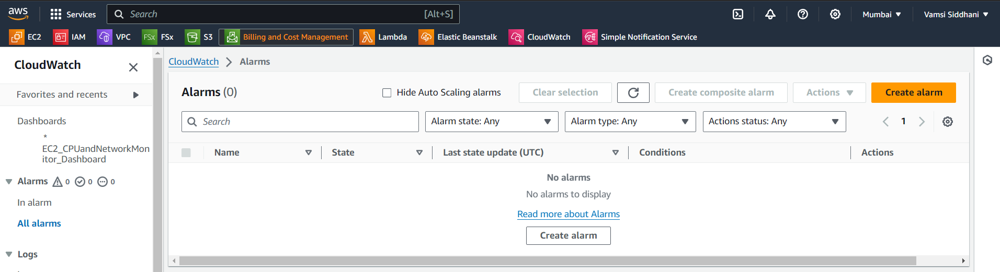 aws Services Search [Alt+S] Mumbai Vamsi Siddhani
EC2 IAM VPC FSx FSx S3 Billing and Cost Management Lambda Elastic Beanstalk CloudWatch Simple Notification Service
CloudWatch
Favorites and recents
Dashboards
*
EC2_CPUandNetworkMon
itor_Dashboard
Alarms 0 0 0
In alarm
All alarms
Logs
CloudWatch Alarms
Alarms (0) Hide Auto Scaling alarms Clear selection Create composite alarm Actions Create alarm
Search Alarm state: Any Alarm type: Any Actions status: Any 1
Name State Last state update (UTC) Conditions Actions
No alarms
No alarms to display
Read more about Alarms
Create alarm